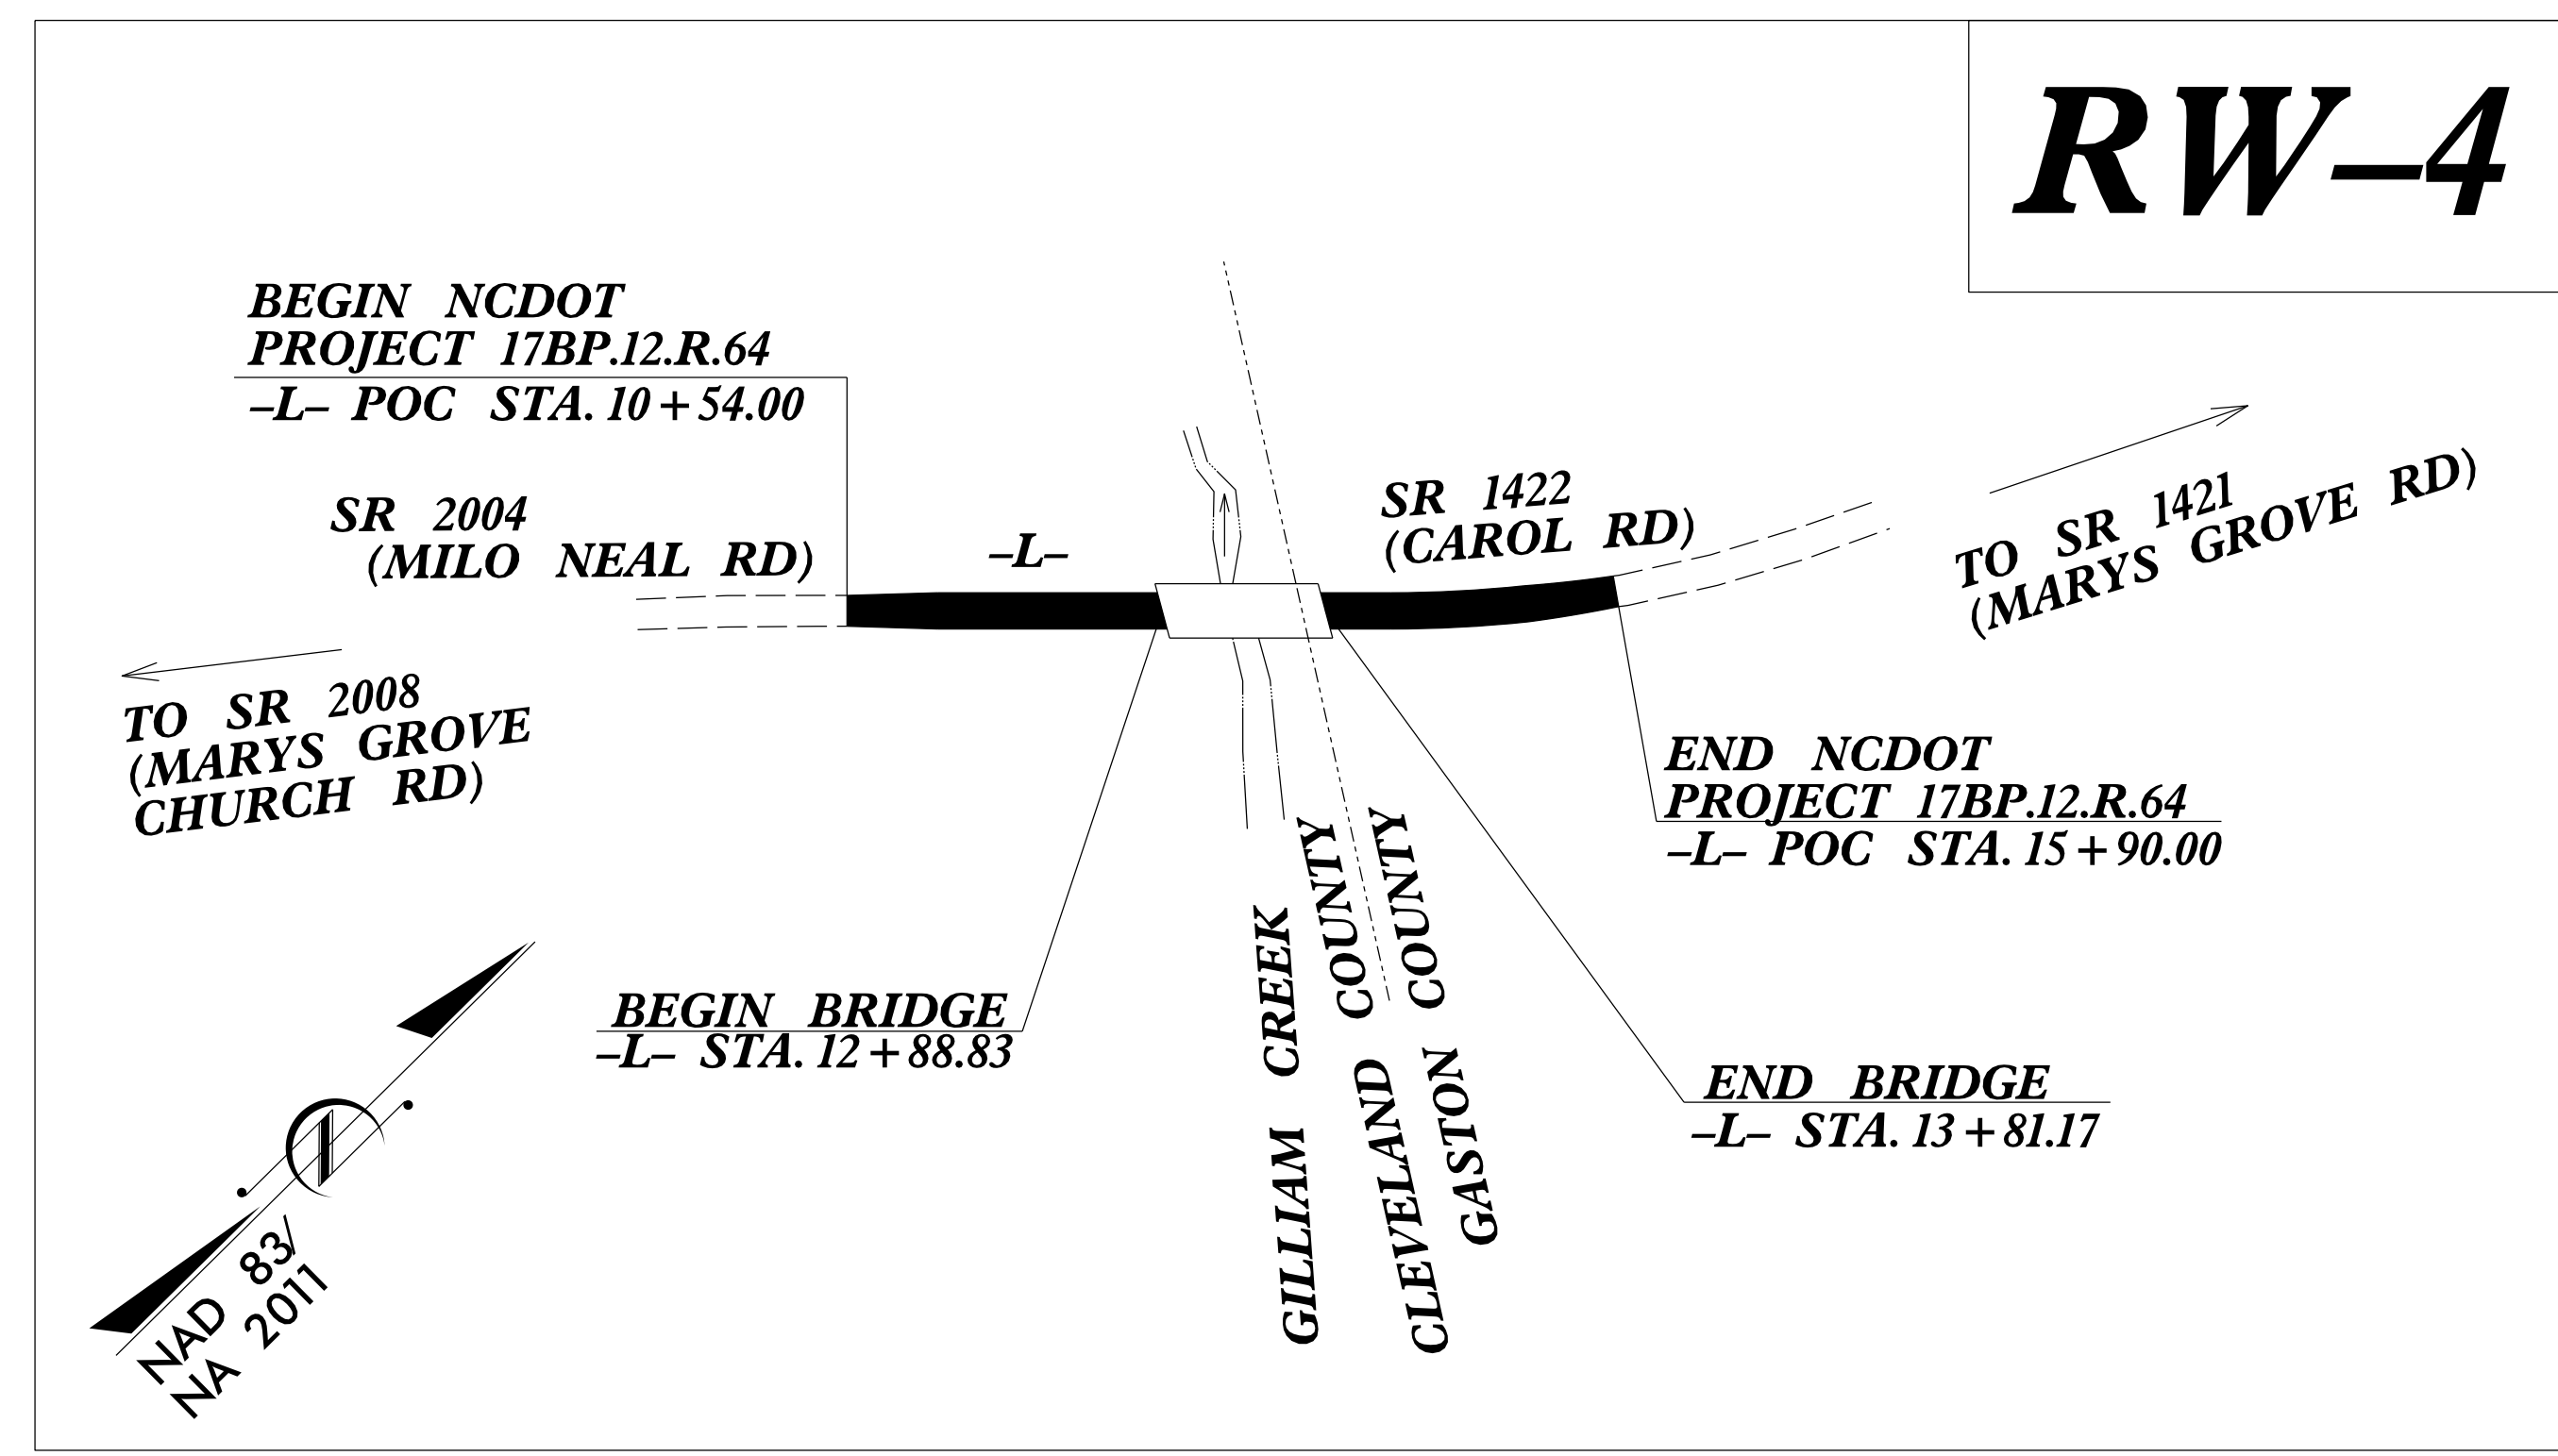 RW–4
BEGIN NCDOT
PROJECT 17BP.12.R.64
–L– POC STA. 10+54.00
SR 2004
(MILO NEAL RD)
–L–
SR 1422
(CAROL RD)
TO SR 1421
(MARYS GROVE RD)
TO SR 2008
(MARYS GROVE
CHURCH RD)
END NCDOT
PROJECT 17BP.12.R.64
–L– POC STA. 15+90.00
BEGIN BRIDGE
–L– STA. 12+88.83
GILLIAM CREEK
CLEVELAND COUNTY
GASTON COUNTY
END BRIDGE
–L– STA. 13+81.17
NAD 83/
NA 2011